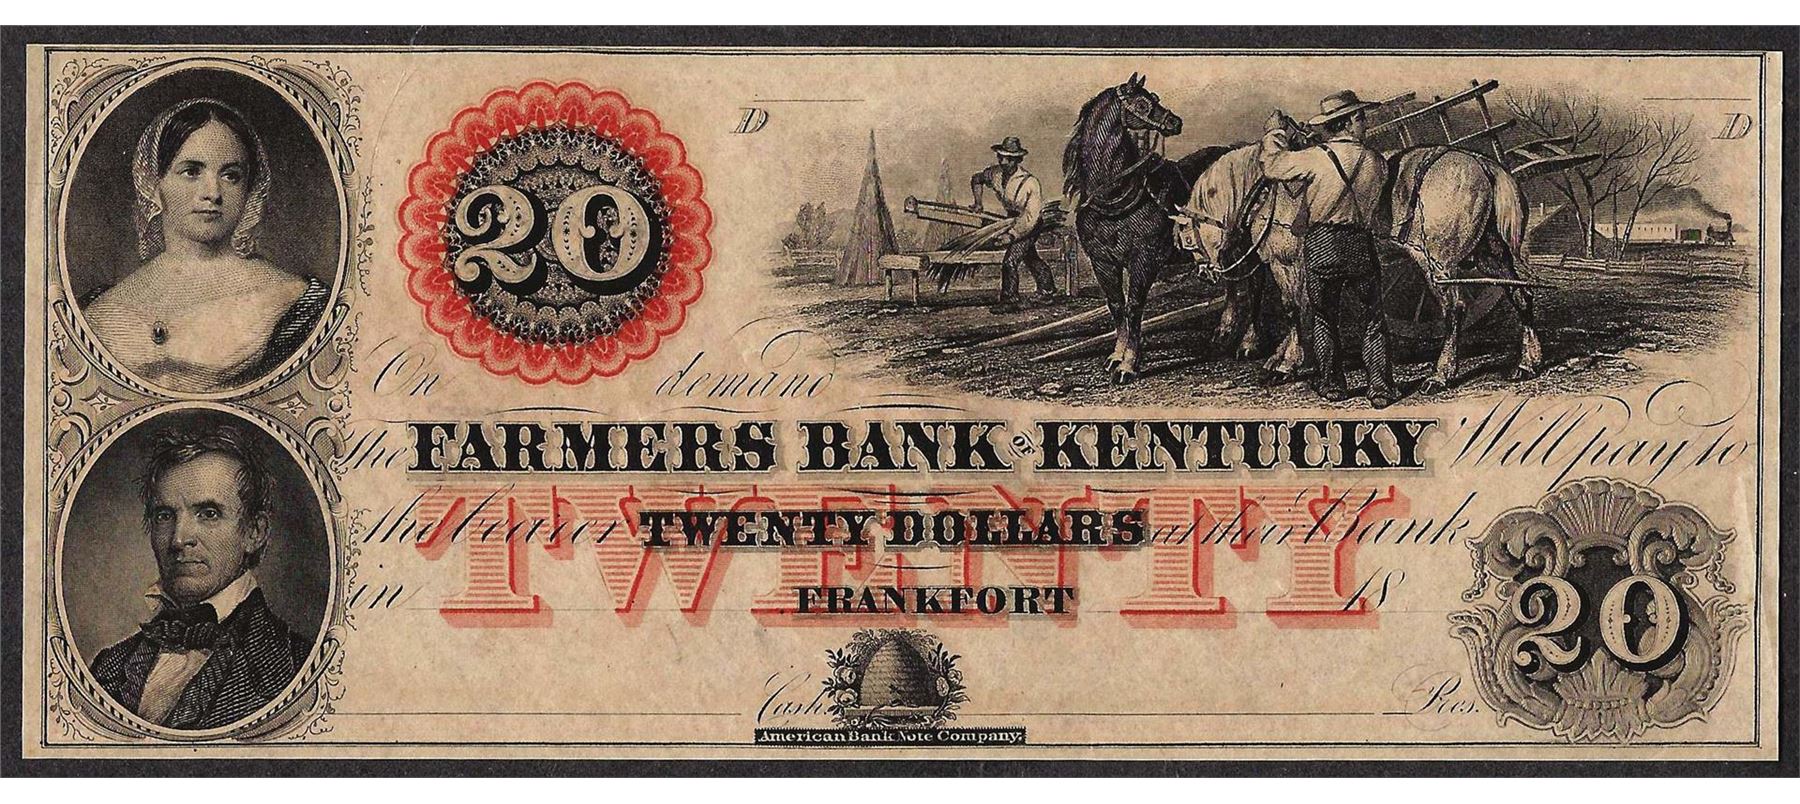 D D
20
On demand
the FARMERS BANK OF KENTUCKY Will pay to
the bearer TWENTY DOLLARS at their Bank
TWENTY
in FRANKFORT 18
20
Cash. Pres.
American Bank Note Company.